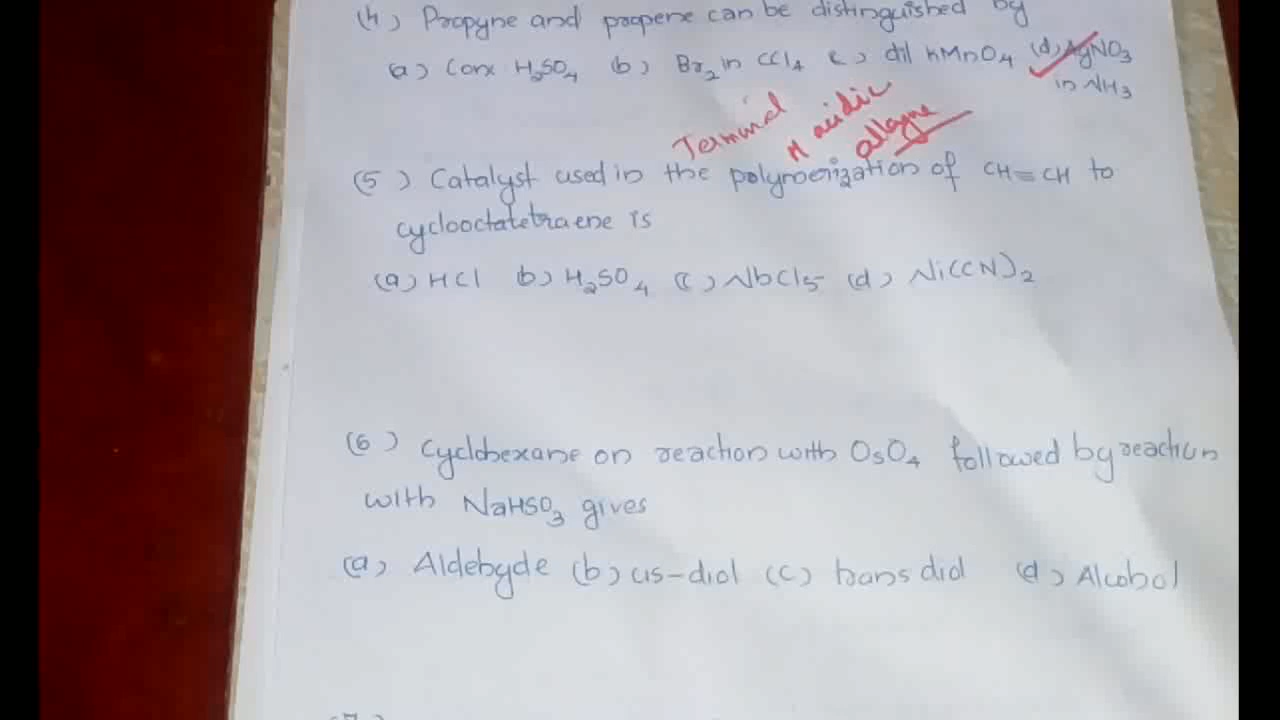 (4) Propyne and propene can be distinguished by
(a) Conc H2SO4 (b) Br2 in CCl4 (c) dil KMnO4 (d) AgNO3
in NH3
Terminal
H acidic
alkyne
(5) Catalyst used in the polymerization of CH≡CH to
cyclooctatetraene is
(a) HCl (b) H2SO4 (c) NbCl5 (d) Ni(CN)2
(6) Cyclohexane on reaction with OsO4 followed by reaction
with NaHSO3 gives
(a) Aldehyde (b) cis-diol (c) trans diol (d) Alcohol